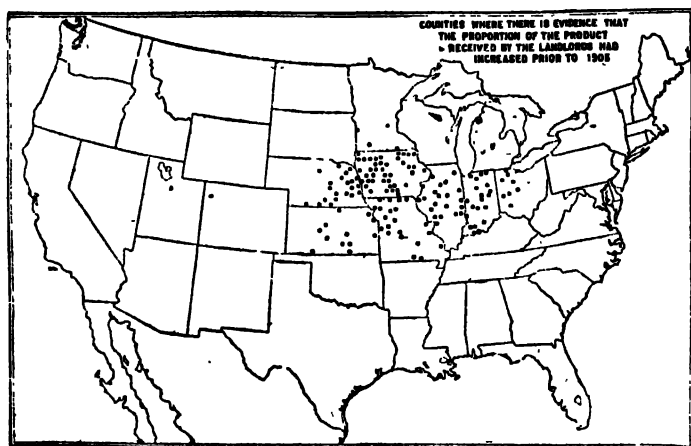 COUNTIES WHERE THERE IS EVIDENCE THAT
THE PROPORTION OF THE PRODUCT
RECEIVED BY THE LANDLORDS HAD
INCREASED PRIOR TO 1905